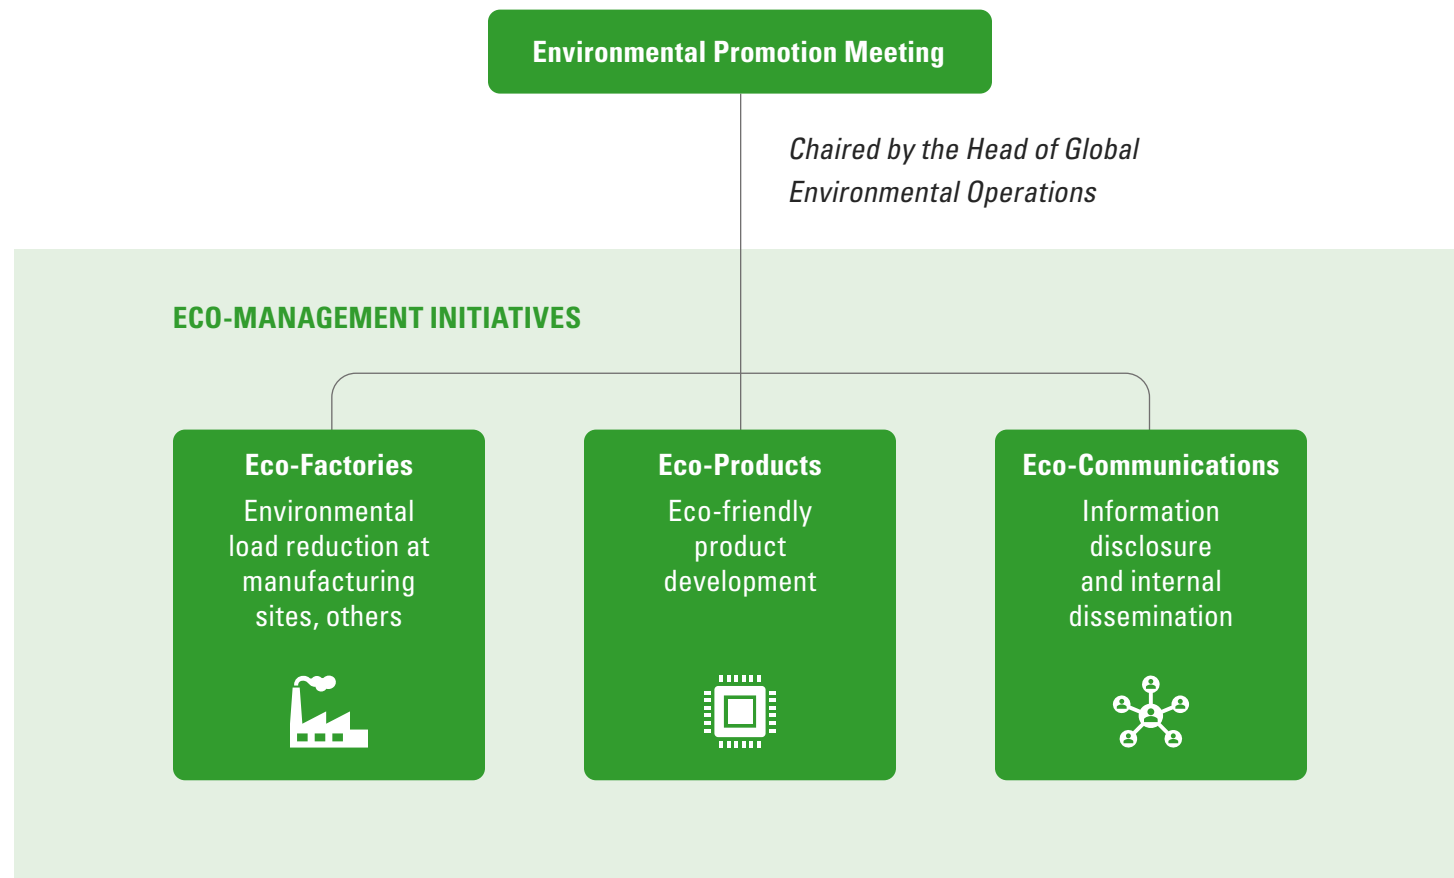 Environmental Promotion Meeting
Chaired by the Head of Global
Environmental Operations
ECO-MANAGEMENT INITIATIVES
Eco-Factories
Environmental
load reduction at
manufacturing
sites, others
Eco-Products
Eco-friendly
product
development
Eco-Communications
Information
disclosure
and internal
dissemination